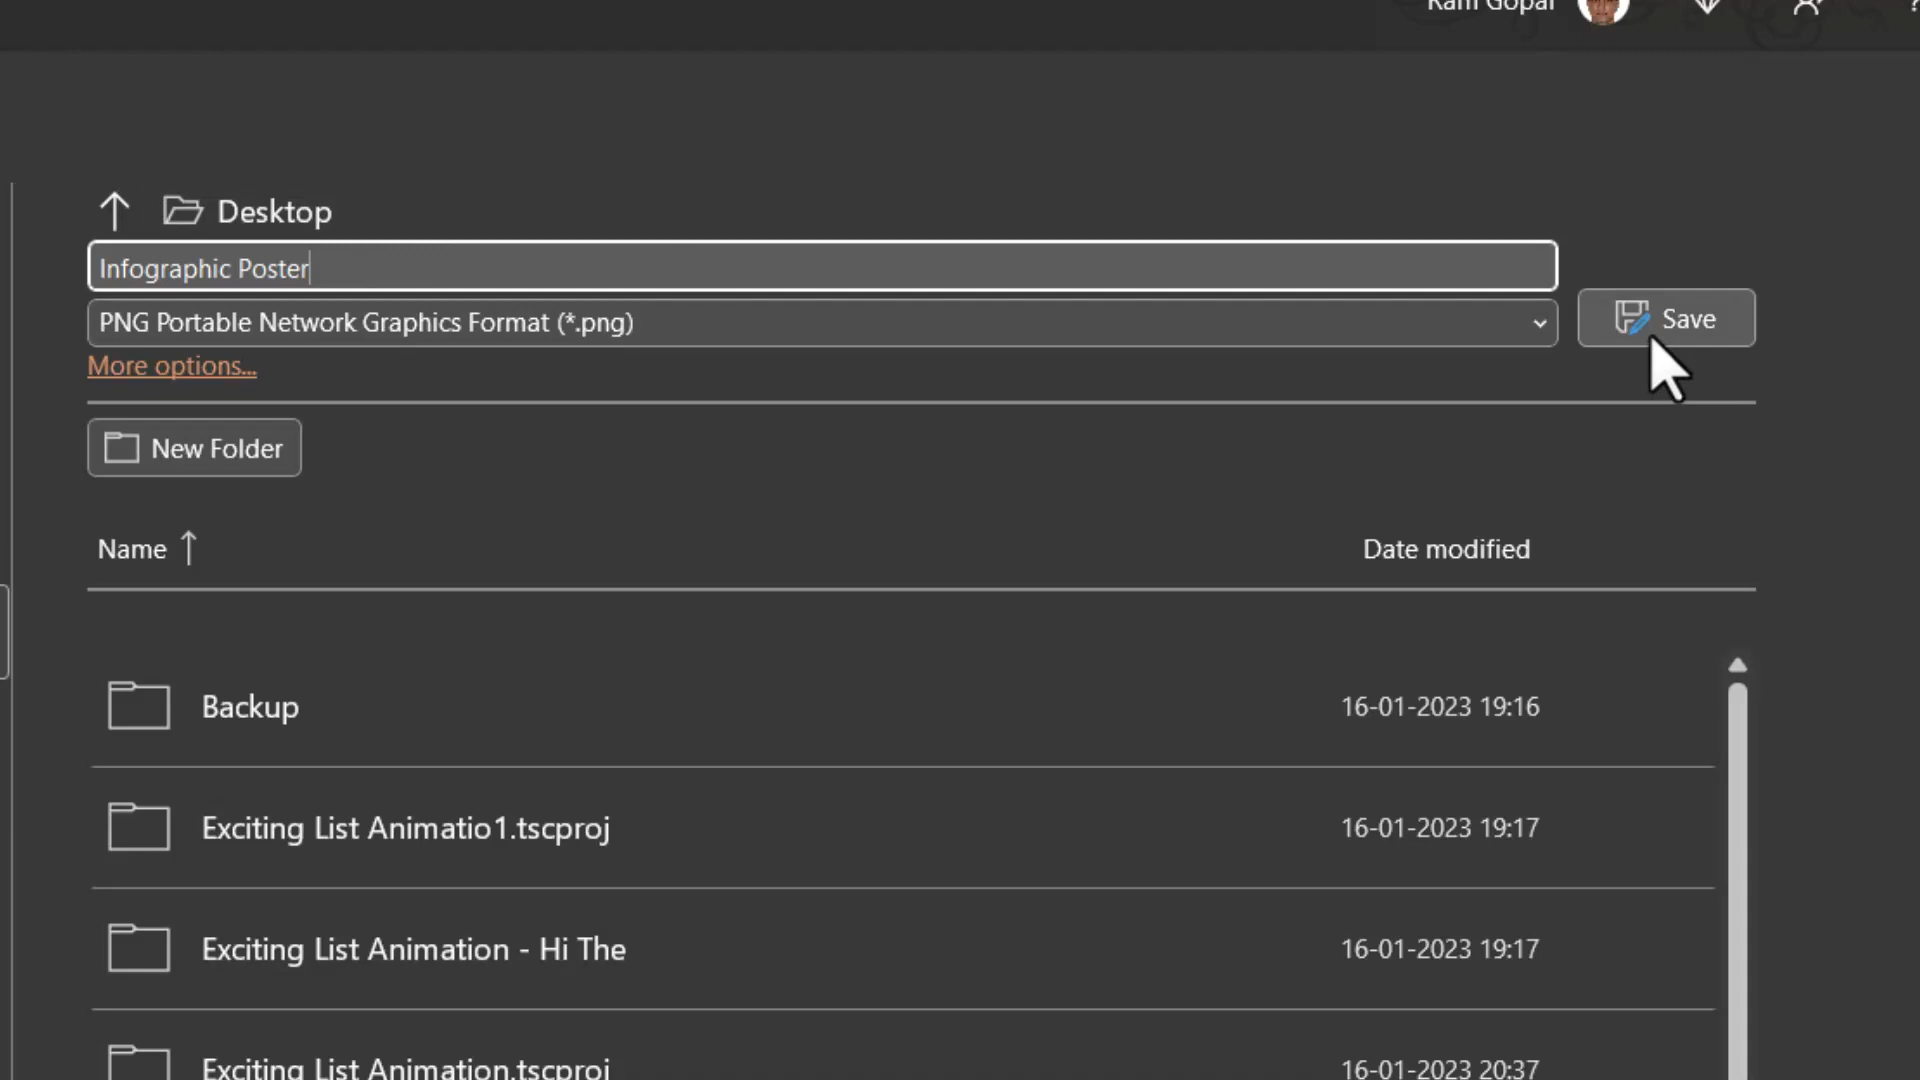 Ram Gopal
?
Desktop
Infographic Poster
PNG Portable Network Graphics Format (*.png)
Save
More options...
New Folder
Name
Date modified
Backup
16-01-2023 19:16
Exciting List Animatio1.tscproj
16-01-2023 19:17
Exciting List Animation - Hi The
16-01-2023 19:17
Exciting List Animation.tscproj
16-01-2023 20:37